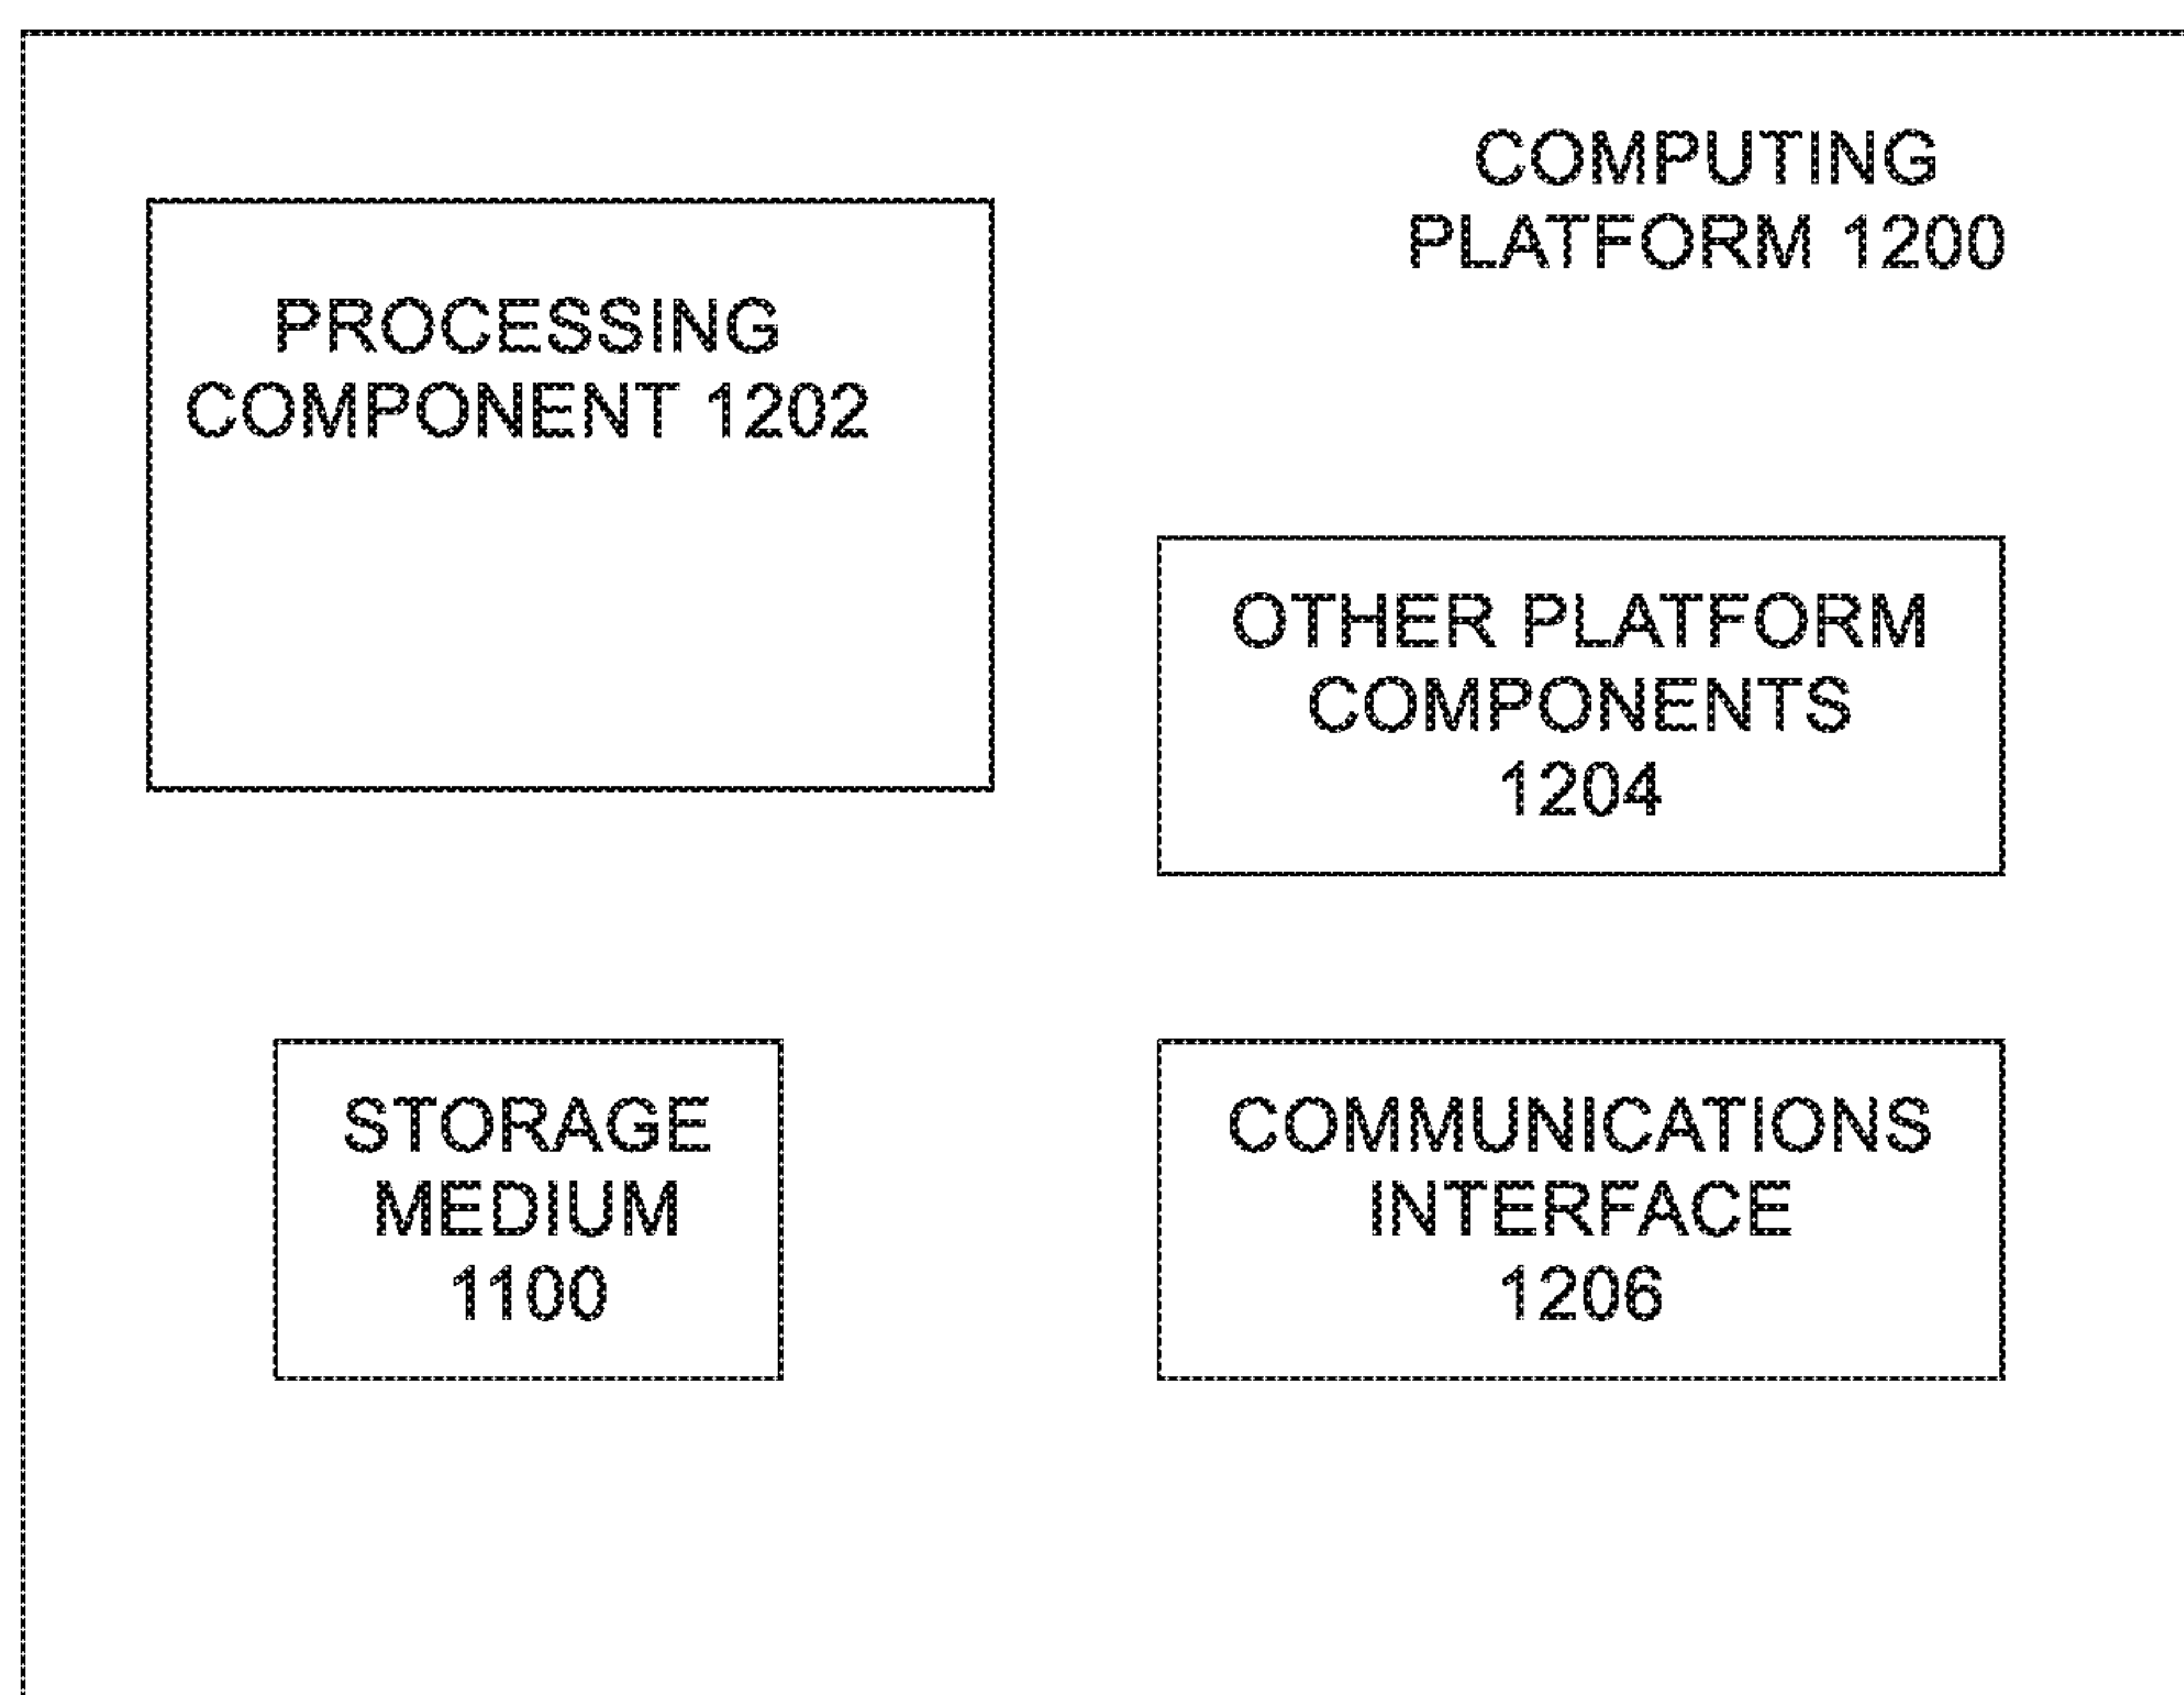 COMPUTING
PLATFORM 1200
PROCESSING
COMPONENT 1202
OTHER PLATFORM
COMPONENTS
1204
STORAGE
MEDIUM
1100
COMMUNICATIONS
INTERFACE
1206